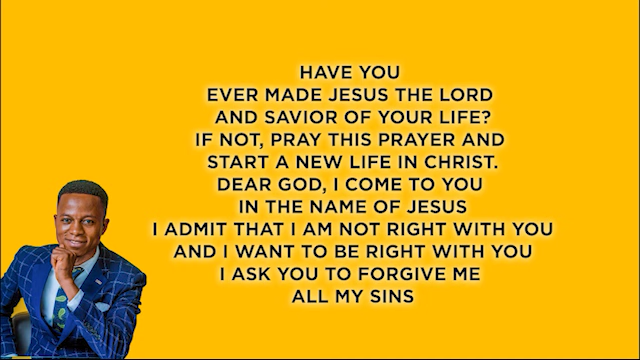 HAVE YOU
EVER MADE JESUS THE LORD
AND SAVIOR OF YOUR LIFE?
IF NOT, PRAY THIS PRAYER AND
START A NEW LIFE IN CHRIST.
DEAR GOD, I COME TO YOU
IN THE NAME OF JESUS
I ADMIT THAT I AM NOT RIGHT WITH YOU
AND I WANT TO BE RIGHT WITH YOU
I ASK YOU TO FORGIVE ME
ALL MY SINS